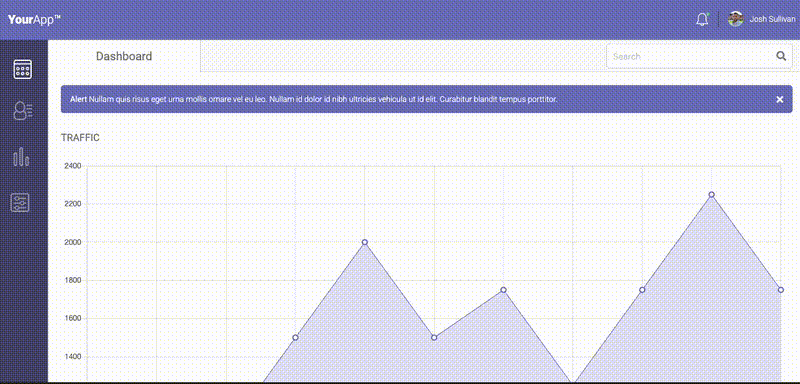 YourApp™
Josh Sullivan
Dashboard
Search
Alert Nullam quis risus eget urna mollis ornare vel eu leo. Nullam id dolor id nibh ultricies vehicula ut id elit. Curabitur blandit tempus porttitor.
TRAFFIC
2400
2200
2000
1800
1600
1400